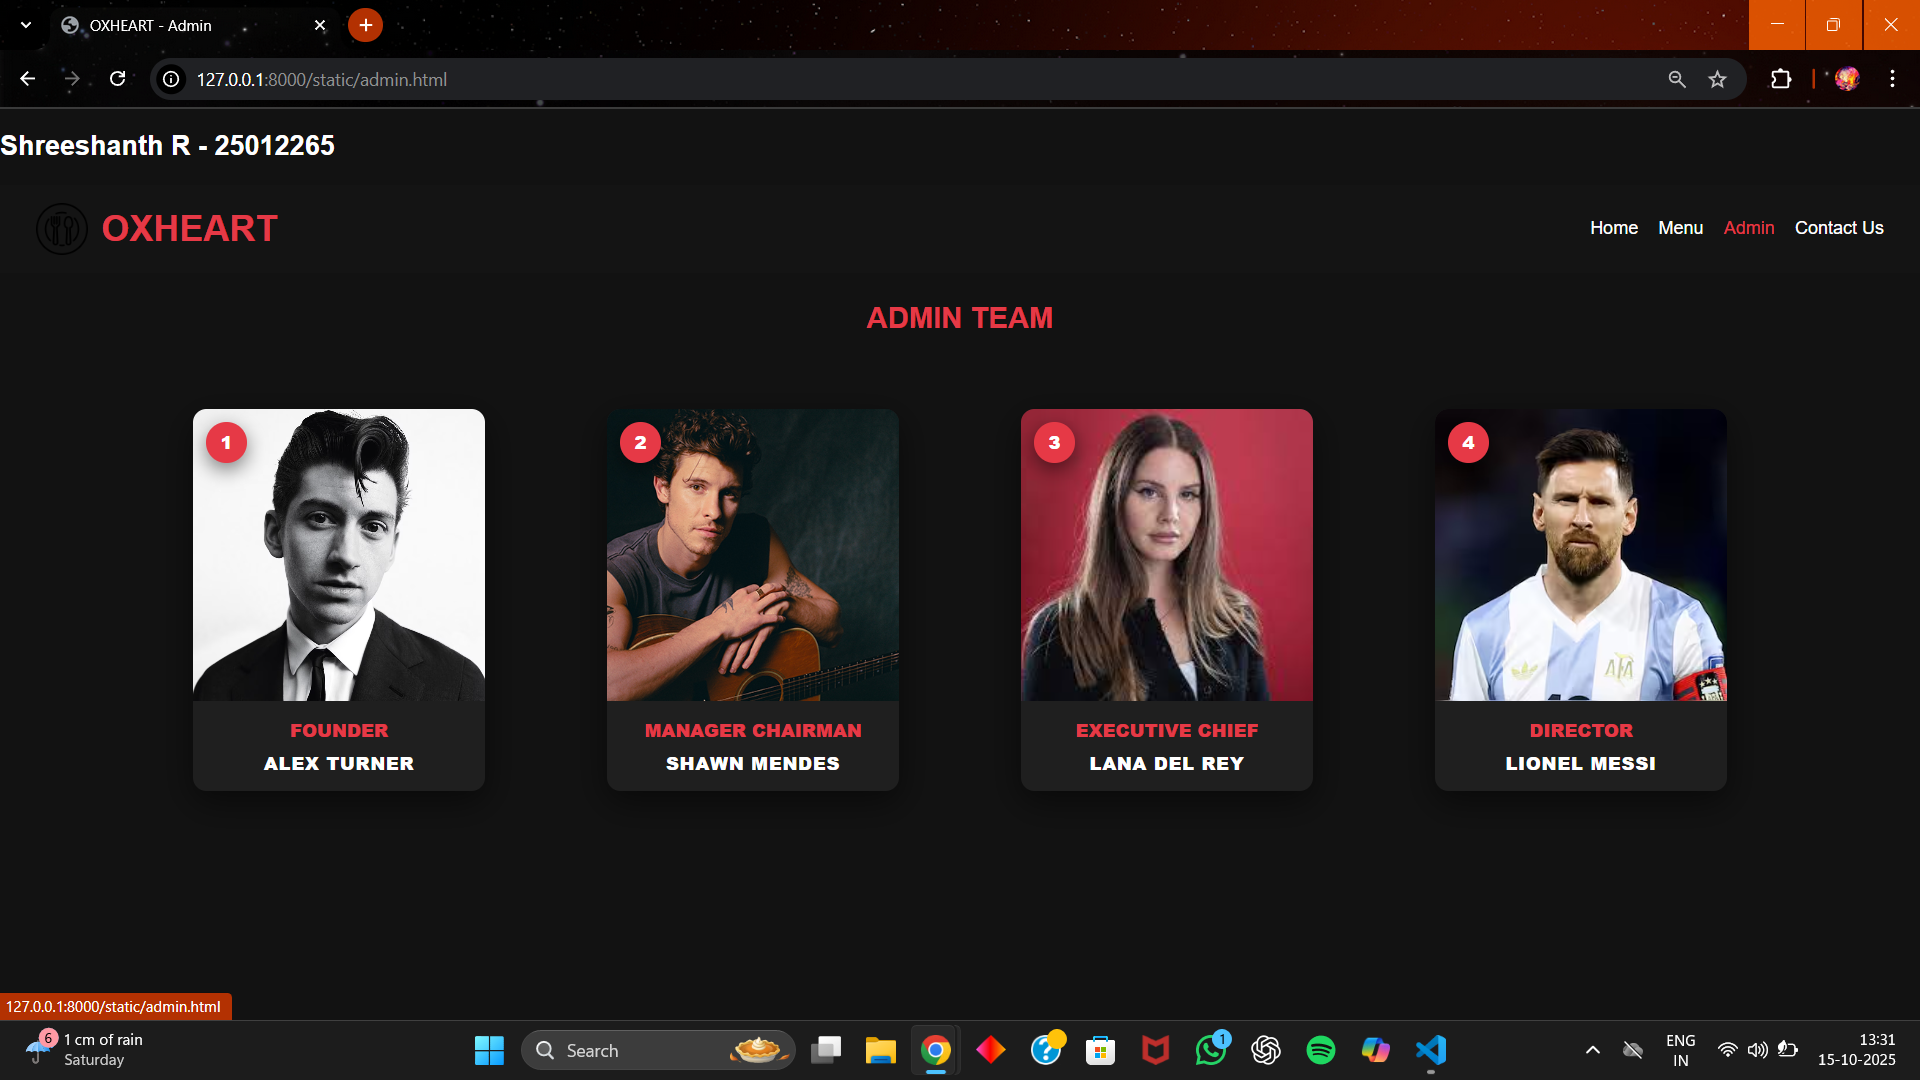 OXHEART - Admin
127.0.0.1:8000/static/admin.html
Shreeshanth R - 25012265
OXHEART
Home Menu Admin Contact Us
ADMIN TEAM
1 2 3 4
AFA
FOUNDER MANAGER CHAIRMAN EXECUTIVE CHIEF DIRECTOR
ALEX TURNER SHAWN MENDES LANA DEL REY LIONEL MESSI
127.0.0.1:8000/static/admin.html
6 1 cm of rain
Saturday
Search
1
ENG
IN
13:31
15-10-2025